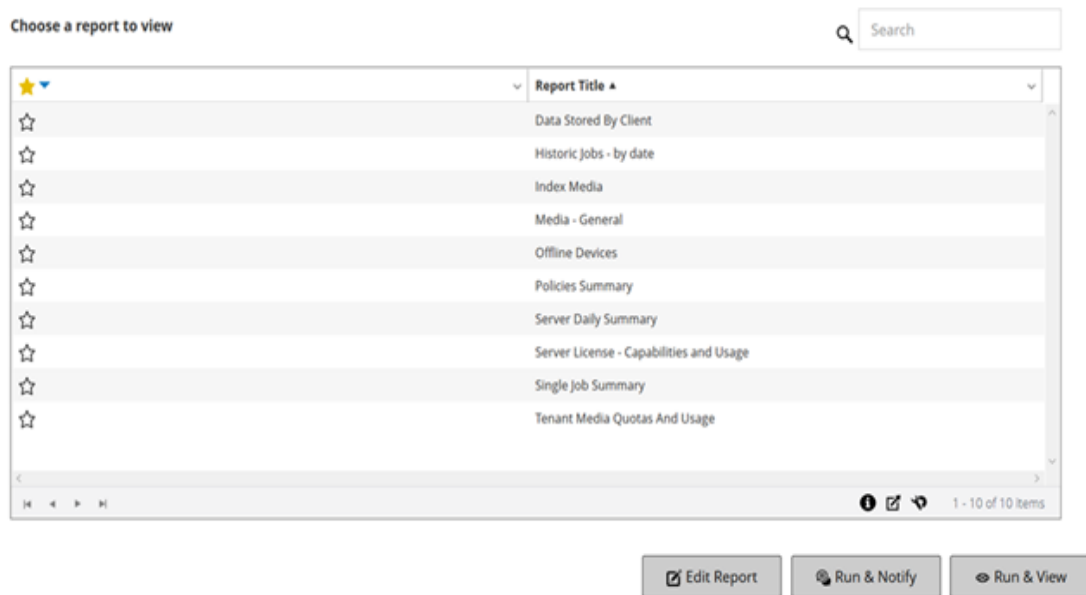 Choose a report to view
Search
Report Title
Data Stored By Client
Historic Jobs - by date
Index Media
Media - General
Offline Devices
Policies Summary
Server Daily Summary
Server License - Capabilities and Usage
Single Job Summary
Tenant Media Quotas And Usage
1 - 10 of 10 items
Edit Report Run & Notify Run & View